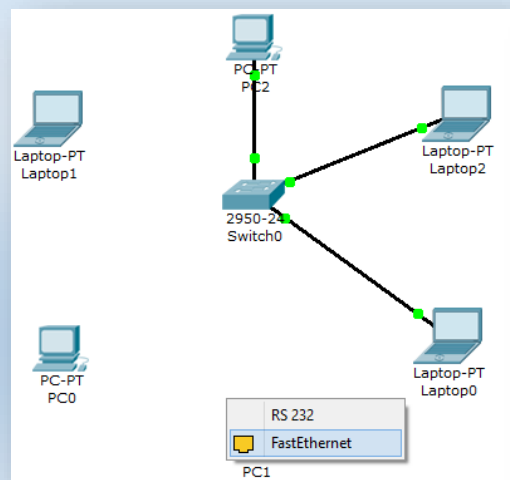 PC-PT
PC2
Laptop-PT
Laptop1
Laptop-PT
Laptop2
2950-24
Switch0
PC-PT
PC0
Laptop-PT
Laptop0
RS 232
FastEthernet
PC1